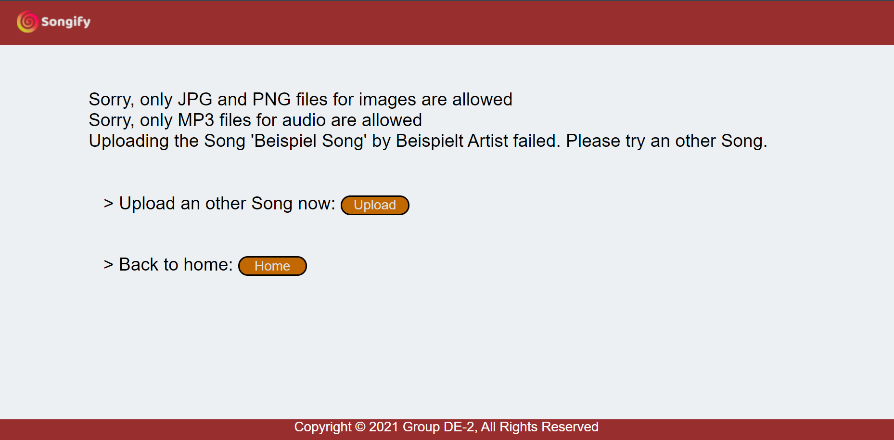 Songify
Sorry, only JPG and PNG files for images are allowed
Sorry, only MP3 files for audio are allowed
Uploading the Song 'Beispiel Song' by Beispielt Artist failed. Please try an other Song.
> Upload an other Song now: Upload
> Back to home: Home
Copyright © 2021 Group DE-2, All Rights Reserved